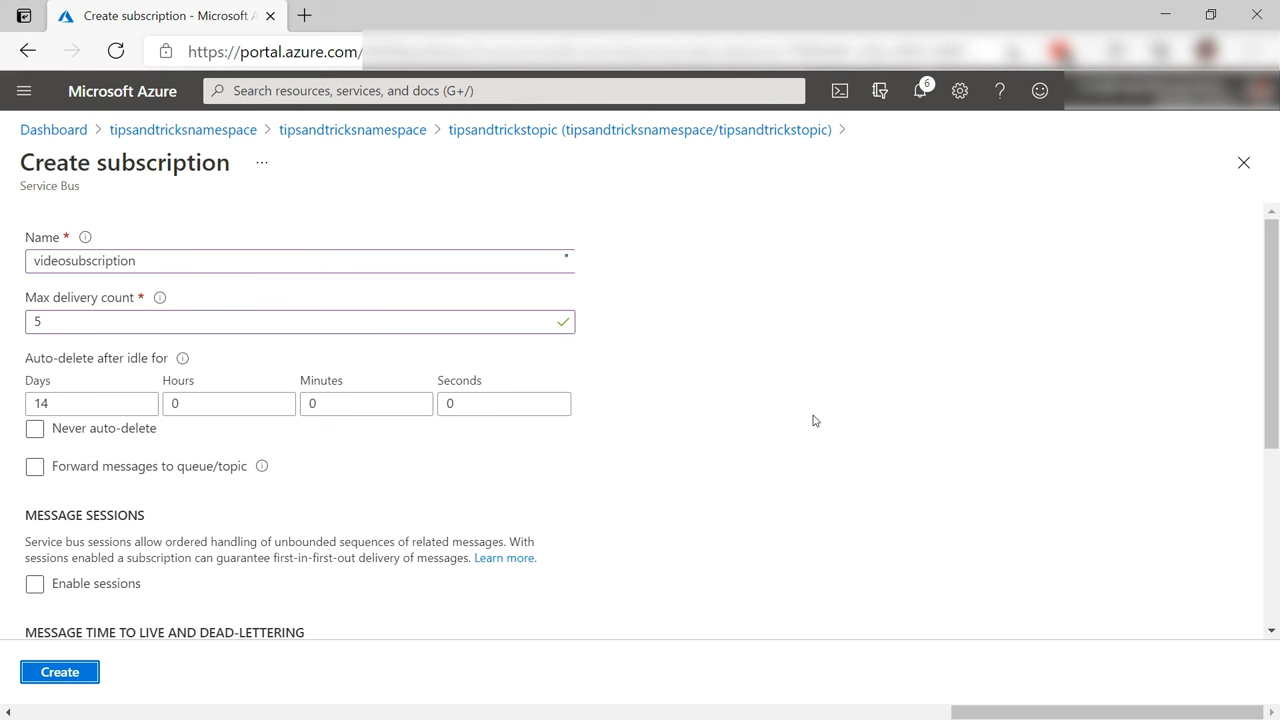 Create subscription - Microsoft A
https://portal.azure.com/
Microsoft Azure
Search resources, services, and docs (G+/)
6
Dashboard > tipsandtricksnamespace > tipsandtricksnamespace > tipsandtrickstopic (tipsandtricksnamespace/tipsandtrickstopic) >
Create subscription ...
Service Bus
Name *
videosubscription
Max delivery count *
5
Auto-delete after idle for
Days Hours Minutes Seconds
14 0 0 0
Never auto-delete
Forward messages to queue/topic
MESSAGE SESSIONS
Service bus sessions allow ordered handling of unbounded sequences of related messages. With
sessions enabled a subscription can guarantee first-in-first-out delivery of messages. Learn more.
Enable sessions
MESSAGE TIME TO LIVE AND DEAD-LETTERING
Create